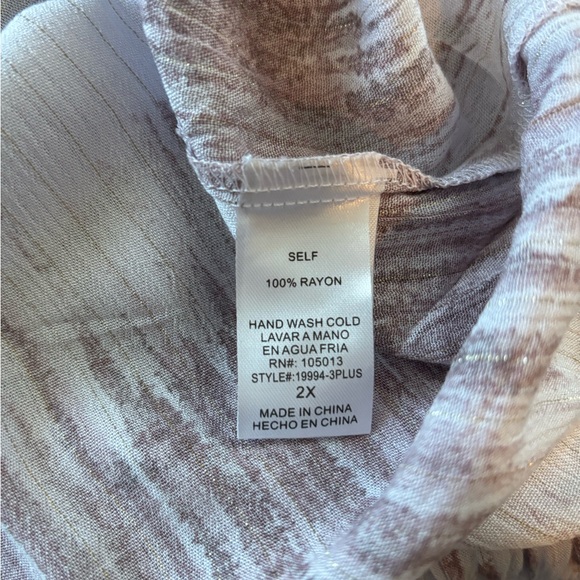 SELF
100% RAYON
HAND WASH COLD
LAVAR A MANO
EN AGUA FRIA
RN#: 105013
STYLE#:19994-3PLUS
2X
MADE IN CHINA
HECHO EN CHINA